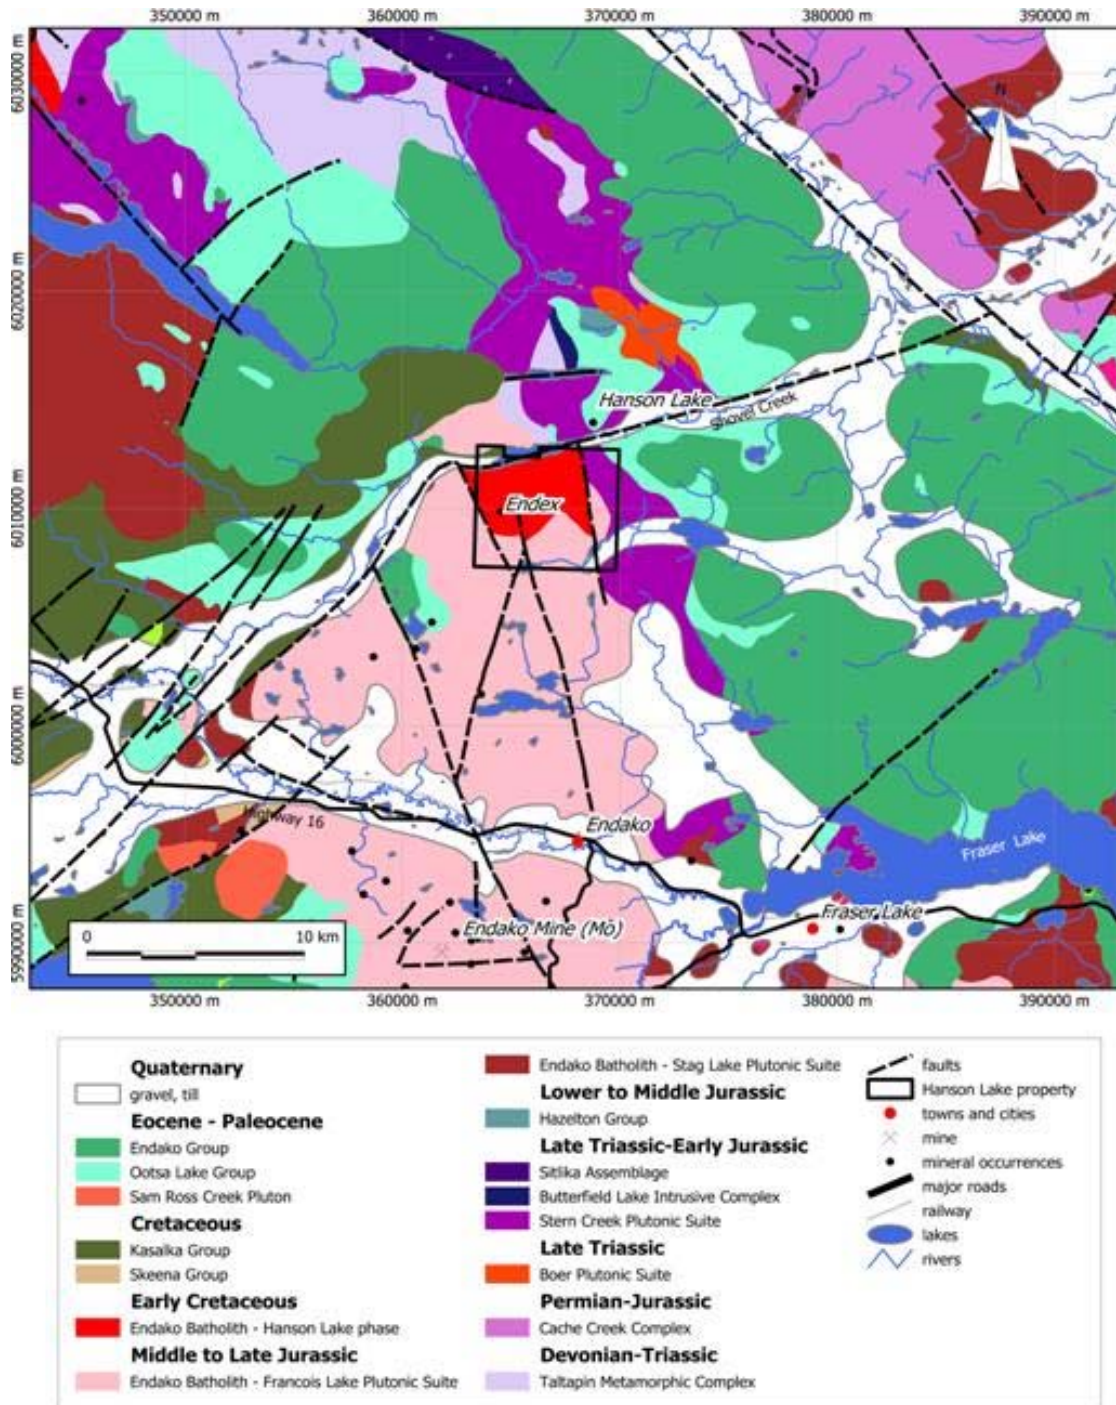 350000 m 360000 m 370000 m 380000 m 390000 m
6030000 m
N
6020000 m
Hanson Lake
Shovel Creek
6010000 m
Endex
6000000 m
Highway 16
Endako
Fraser Lake
Fraser Lake
Endako Mine (Mo)
5990000 m
0 10 km
350000 m 360000 m 370000 m 380000 m 390000 m
Quaternary
gravel, till
Eocene - Paleocene
Endako Group
Ootsa Lake Group
Sam Ross Creek Pluton
Cretaceous
Kasalka Group
Skeena Group
Early Cretaceous
Endako Batholith - Hanson Lake phase
Middle to Late Jurassic
Endako Batholith - Francois Lake Plutonic Suite
Endako Batholith - Stag Lake Plutonic Suite
Lower to Middle Jurassic
Hazelton Group
Late Triassic-Early Jurassic
Sitlika Assemblage
Butterfield Lake Intrusive Complex
Stern Creek Plutonic Suite
Late Triassic
Boer Plutonic Suite
Permian-Jurassic
Cache Creek Complex
Devonian-Triassic
Taltapin Metamorphic Complex
faults
Hanson Lake property
towns and cities
mine
mineral occurrences
major roads
railway
lakes
rivers